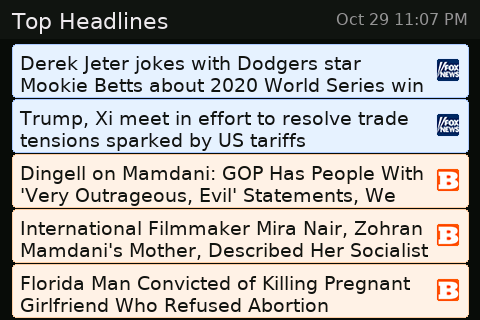 Top Headlines
Oct 29 11:07 PM
Derek Jeter jokes with Dodgers star
Mookie Betts about 2020 World Series win
FOX
NEWS
Trump, Xi meet in effort to resolve trade
tensions sparked by US tariffs
FOX
NEWS
Dingell on Mamdani: GOP Has People With
'Very Outrageous, Evil' Statements, We
B
International Filmmaker Mira Nair, Zohran
Mamdani's Mother, Described Her Socialist
B
Florida Man Convicted of Killing Pregnant
Girlfriend Who Refused Abortion
B